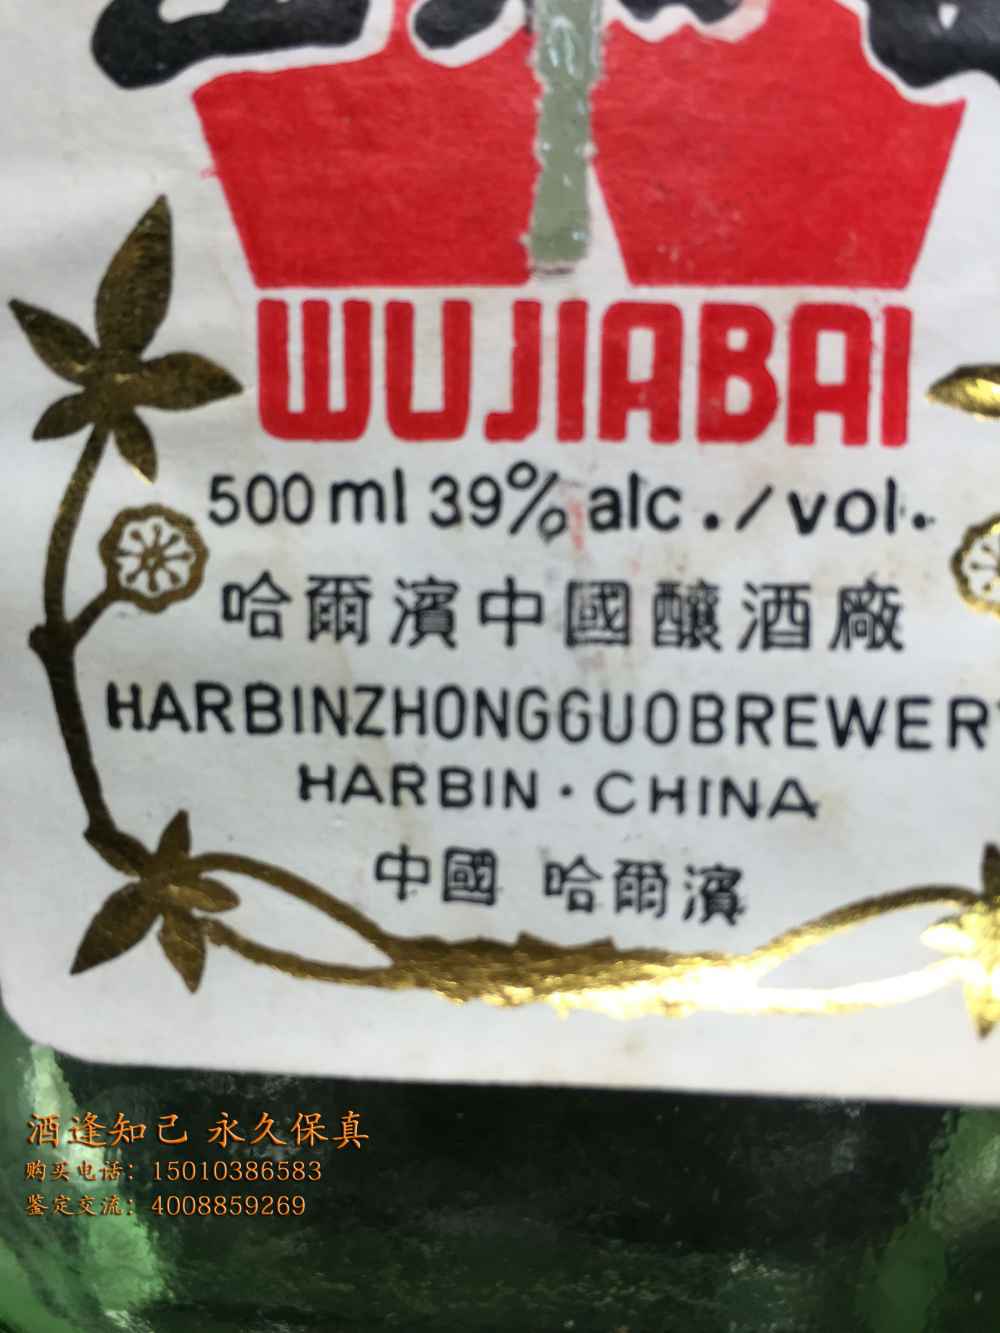 WUJIABAI
500 ml 39% alc . / vol .
哈爾濱中國釀酒廠
HARBINZHONGGUOBREWERY
HARBIN · CHINA
中國 哈爾濱
酒逢知己 永久保真
购买电话：15010386583
鉴定交流：4008859269